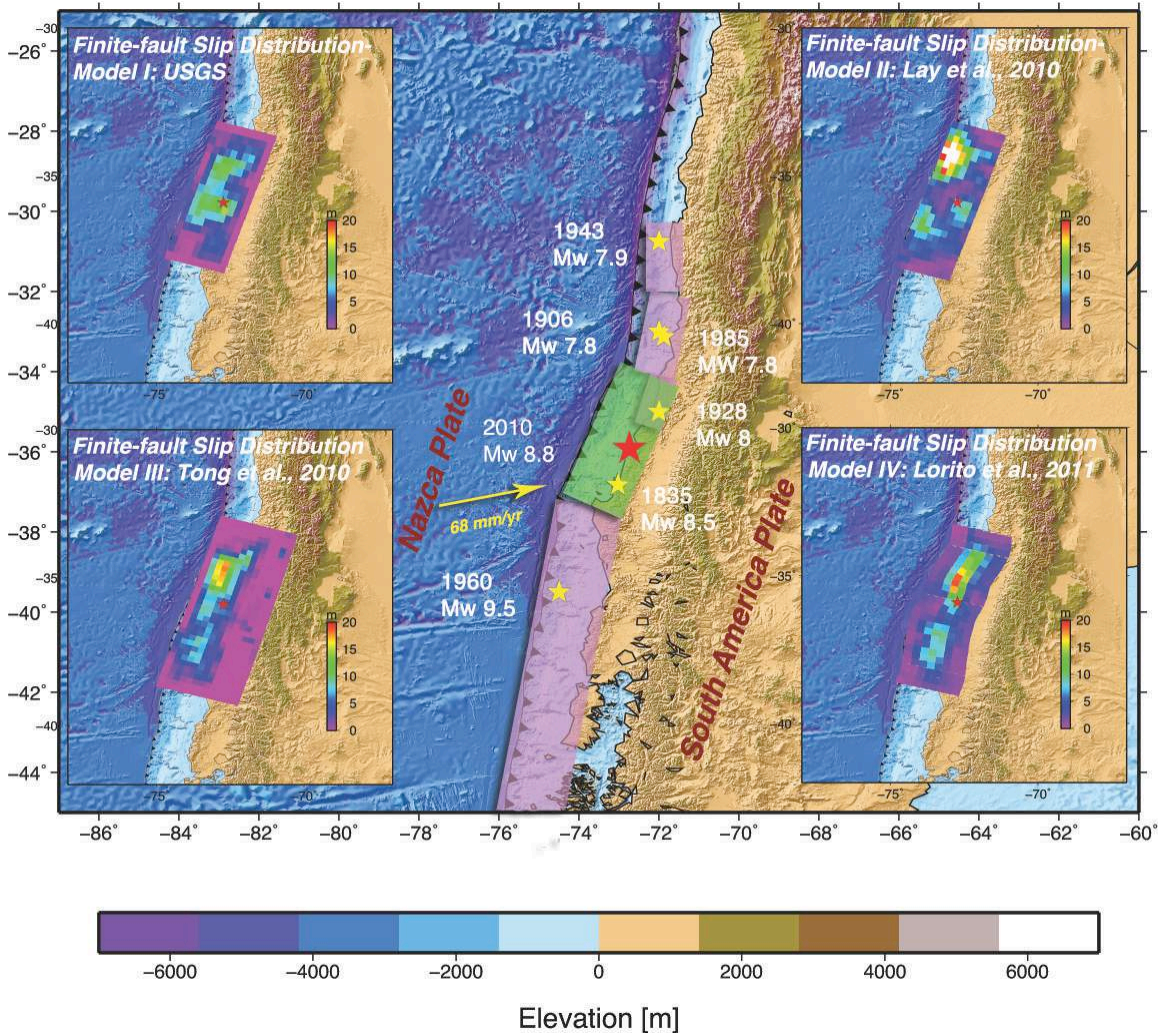 Finite-fault Slip Distribution-
Model I: USGS
-30
-35
-40
-75
-70
m
20
15
10
5
0
Finite-fault Slip Distribution-
Model II: Lay et al., 2010
-30
-35
-40
-75
-70
m
20
15
10
5
0
1943
Mw 7.9
1906
Mw 7.8
1985
MW 7.8
1928
Mw 8
2010
Mw 8.8
1835
Mw 8.5
68 mm/yr
1960
Mw 9.5
Nazca Plate
South America Plate
Finite-fault Slip Distribution
Model III: Tong et al., 2010
-30
-35
-40
-75
-70
m
20
15
10
5
0
Finite-fault Slip Distribution
Model IV: Lorito et al., 2011
-30
-35
-40
-75
-70
m
20
15
10
5
0
-26°
-28°
-30°
-32°
-34°
-36°
-38°
-40°
-42°
-44°
-86° -84° -82° -80° -78° -76° -74° -72° -70° -68° -66° -64° -62° -60°
-6000 -4000 -2000 0 2000 4000 6000
Elevation [m]